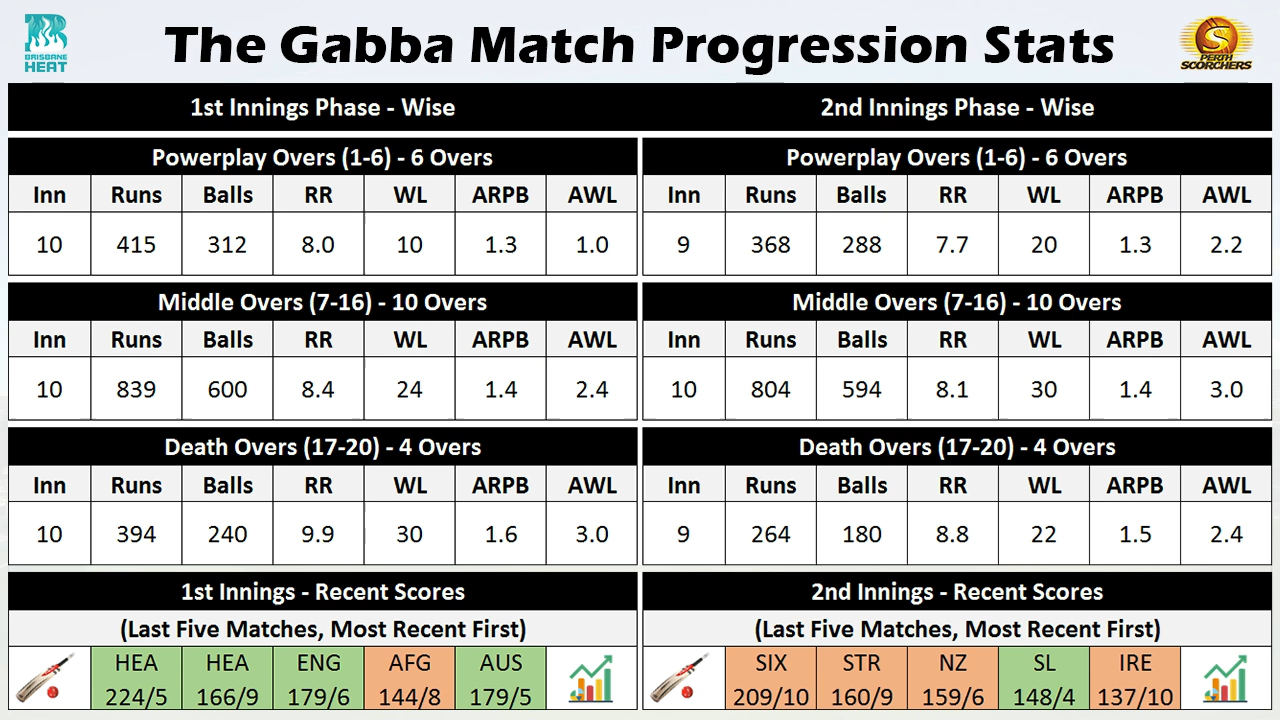 BRISBANE
HEAT
The Gabba Match Progression Stats
PERTH
SCORCHERS
1st Innings Phase - Wise
Powerplay Overs (1-6) - 6 Overs
Inn Runs Balls RR WL ARPB AWL
10 415 312 8.0 10 1.3 1.0
Middle Overs (7-16) - 10 Overs
Inn Runs Balls RR WL ARPB AWL
10 839 600 8.4 24 1.4 2.4
Death Overs (17-20) - 4 Overs
Inn Runs Balls RR WL ARPB AWL
10 394 240 9.9 30 1.6 3.0
1st Innings - Recent Scores
(Last Five Matches, Most Recent First)
HEA HEA ENG AFG AUS
224/5 166/9 179/6 144/8 179/5
2nd Innings Phase - Wise
Powerplay Overs (1-6) - 6 Overs
Inn Runs Balls RR WL ARPB AWL
9 368 288 7.7 20 1.3 2.2
Middle Overs (7-16) - 10 Overs
Inn Runs Balls RR WL ARPB AWL
10 804 594 8.1 30 1.4 3.0
Death Overs (17-20) - 4 Overs
Inn Runs Balls RR WL ARPB AWL
9 264 180 8.8 22 1.5 2.4
2nd Innings - Recent Scores
(Last Five Matches, Most Recent First)
SIX STR NZ SL IRE
209/10 160/9 159/6 148/4 137/10